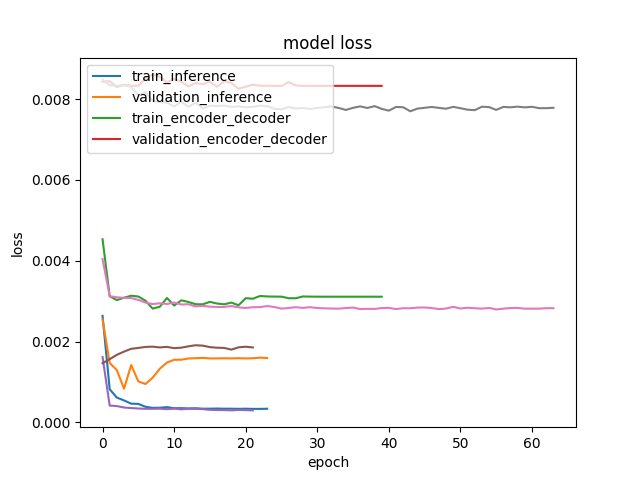 model loss
train_inference
validation_inference
train_encoder_decoder
validation_encoder_decoder
loss
0.008
0.006
0.004
0.002
0.000
0 10 20 30 40 50 60
epoch